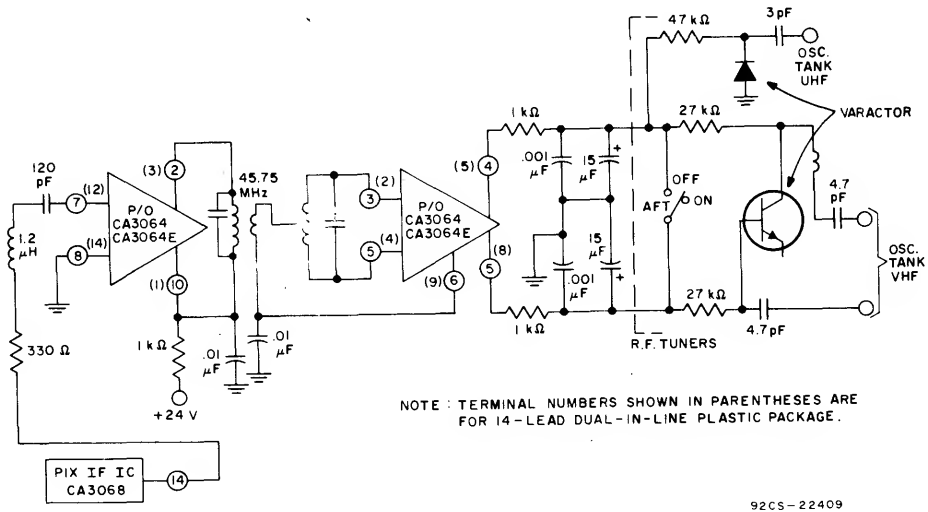 47 kΩ
3 pF
OSC.
TANK
UHF
VARACTOR
1 kΩ
27 kΩ
(5)
4
.001
μF
15
μF
+
OFF
AFT
ON
4.7
pF
OSC.
TANK
VHF
120
pF
(3)
2
45.75
MHz
(12)
7
P/O
CA3064
CA3064E
(14)
8
1.2
μH
(1)
10
(2)
3
(4)
5
P/O
CA3064
CA3064E
(8)
5
(9)
6
.001
μF
15
μF
+
27 kΩ
4.7 pF
1 kΩ
R.F. TUNERS
330 Ω
1 kΩ
.01
μF
.01
μF
+24 V
NOTE : TERMINAL NUMBERS SHOWN IN PARENTHESES ARE
FOR 14-LEAD DUAL-IN-LINE PLASTIC PACKAGE.
PIX IF IC
CA3068
14
92CS-22409